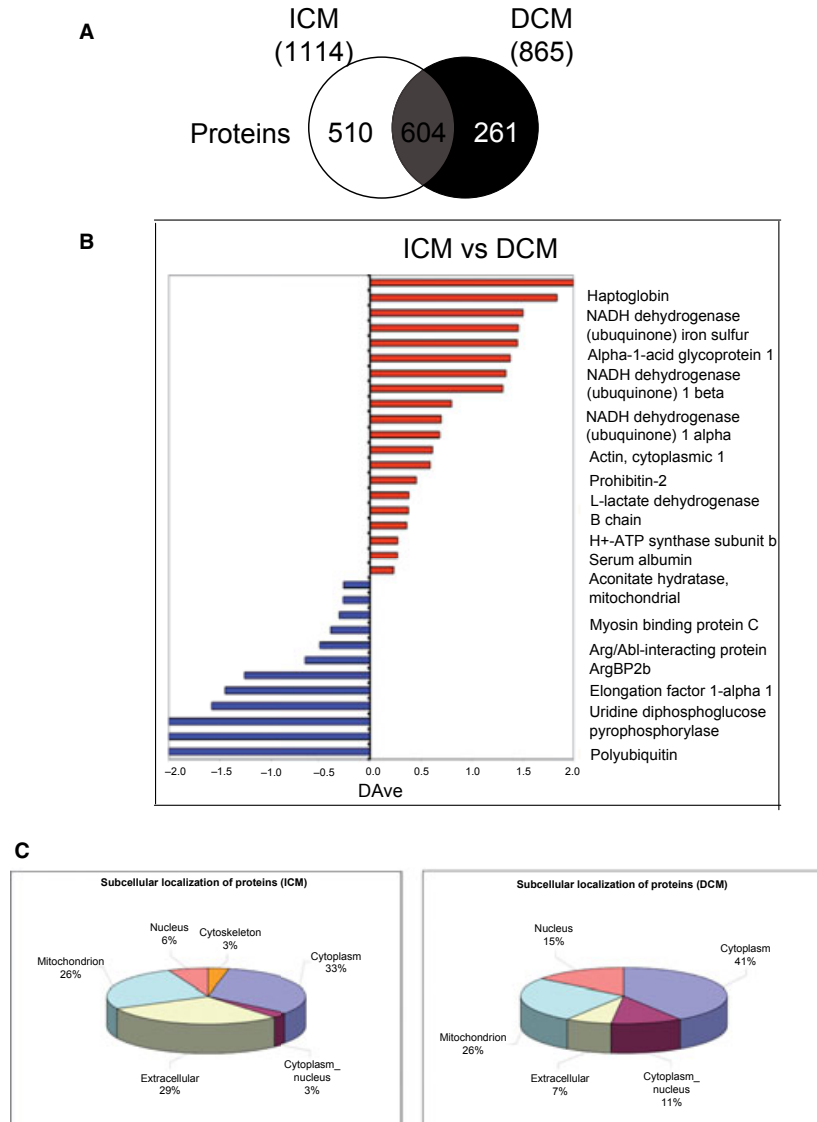 A
ICM
(1114)
DCM
(865)
Proteins
510
604
261
B
ICM vs DCM
Haptoglobin
NADH dehydrogenase
(ubuquinone) iron sulfur
Alpha-1-acid glycoprotein 1
NADH dehydrogenase
(ubuquinone) 1 beta
NADH dehydrogenase
(ubuquinone) 1 alpha
Actin, cytoplasmic 1
Prohibitin-2
L-lactate dehydrogenase
B chain
H+-ATP synthase subunit b
Serum albumin
Aconitate hydratase,
mitochondrial
Myosin binding protein C
Arg/Abl-interacting protein
ArgBP2b
Elongation factor 1-alpha 1
Uridine diphosphoglucose
pyrophosphorylase
Polyubiquitin
–2.0 –1.5 –1.0 –0.5 0.0 0.5 1.0 1.5 2.0
DAve
C
Subcellular localization of proteins (ICM)
Nucleus
6%
Cytoskeleton
3%
Cytoplasm
33%
Mitochondrion
26%
Extracellular
29%
Cytoplasm_
nucleus
3%
Subcellular localization of proteins (DCM)
Nucleus
15%
Cytoplasm
41%
Mitochondrion
26%
Extracellular
7%
Cytoplasm_
nucleus
11%